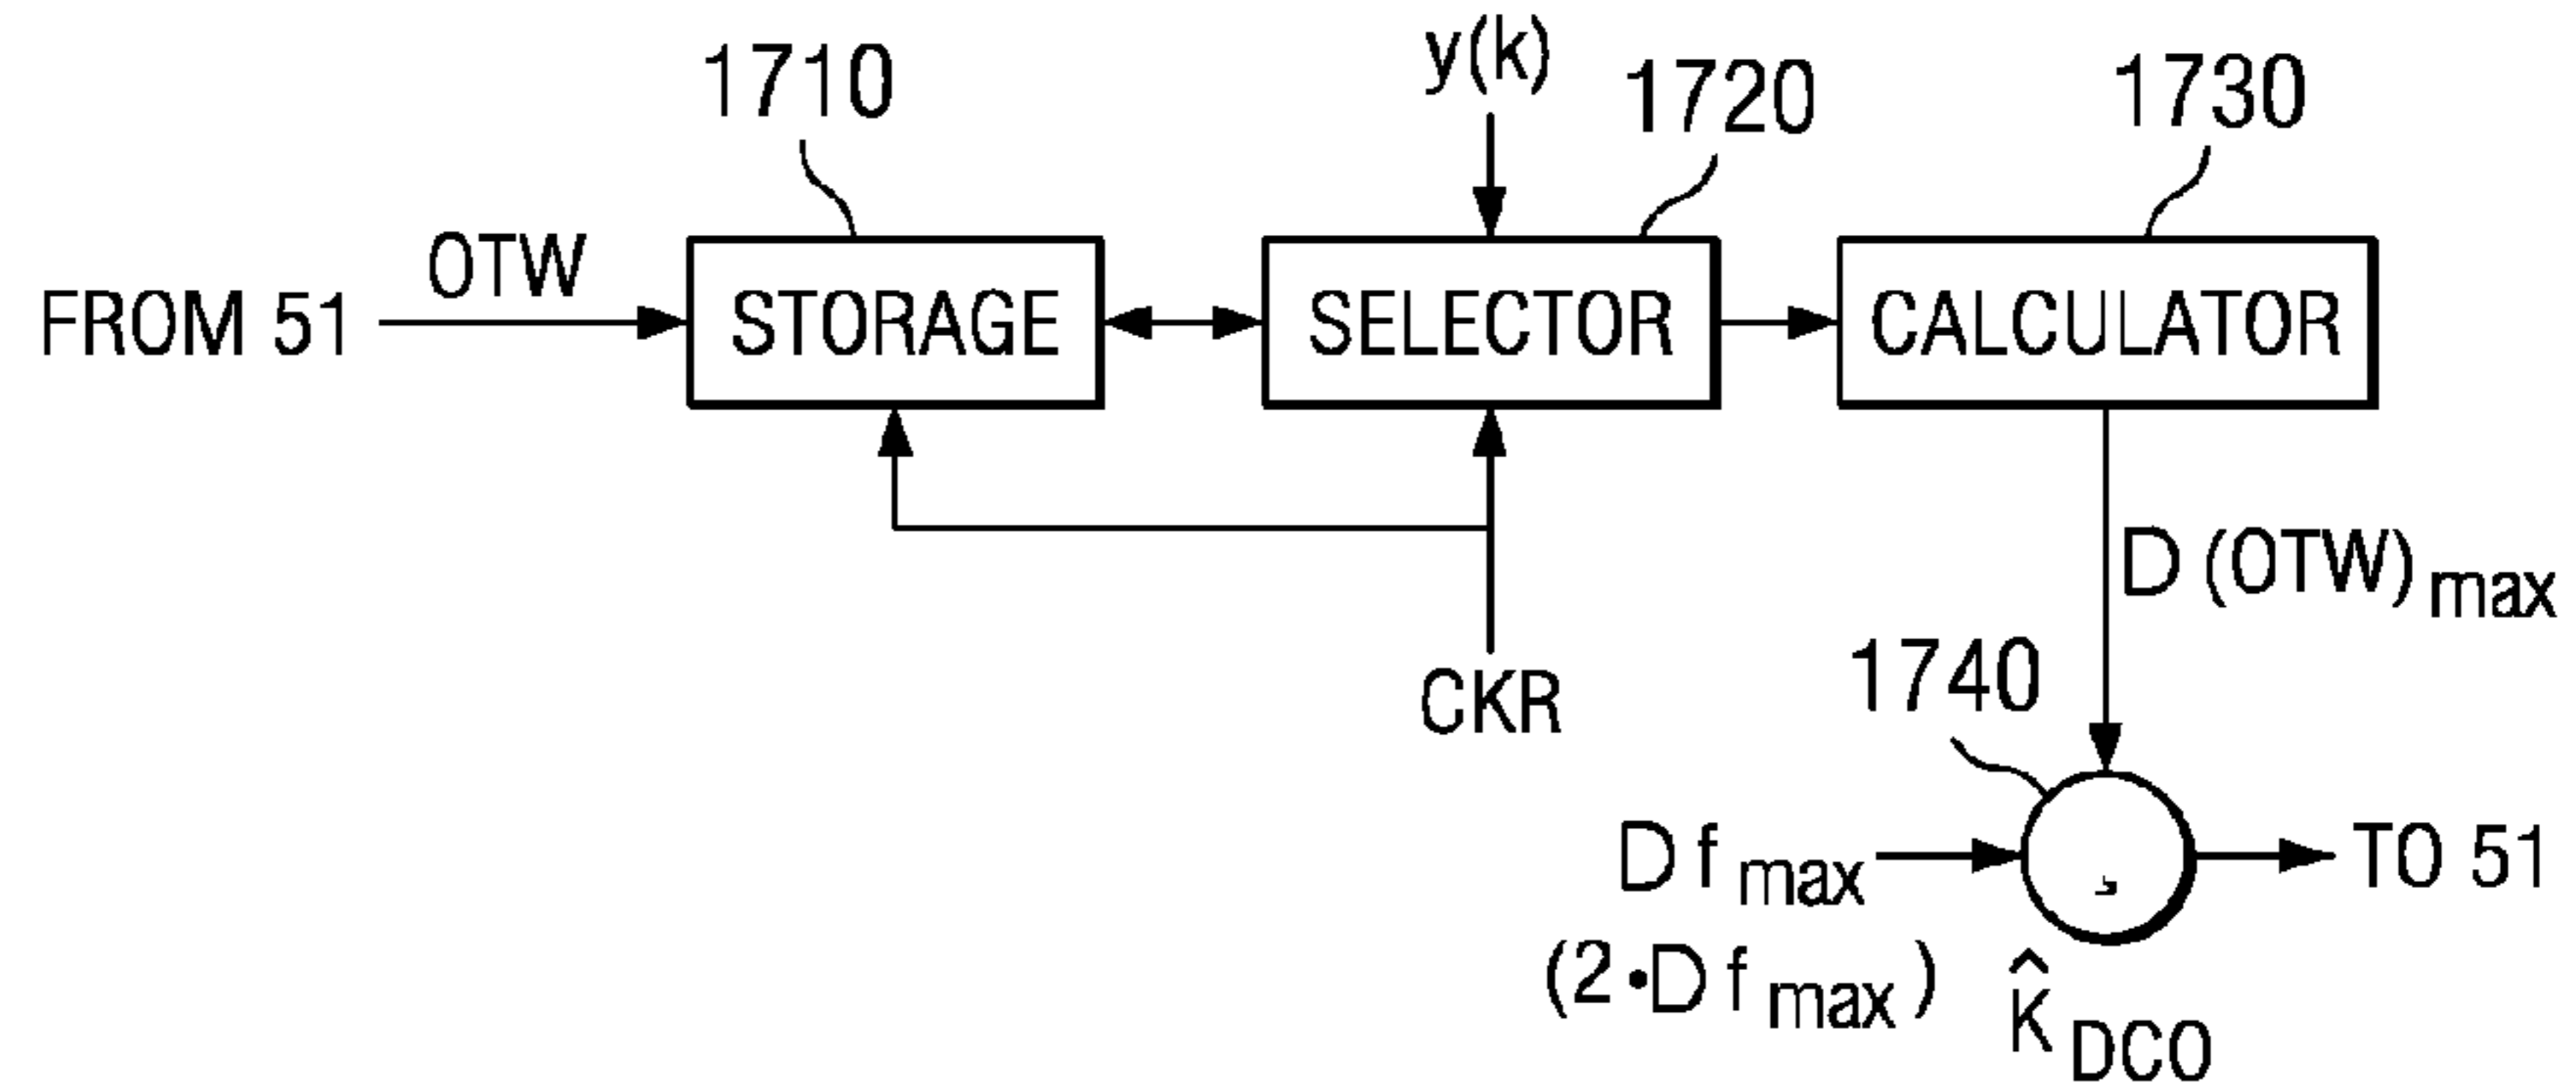 1710
y(k)
1720
1730
FROM 51
OTW
STORAGE
SELECTOR
CALCULATOR
CKR
D (OTW) max
1740
D f max
(2•D f max)
TO 51
K̂ DCO